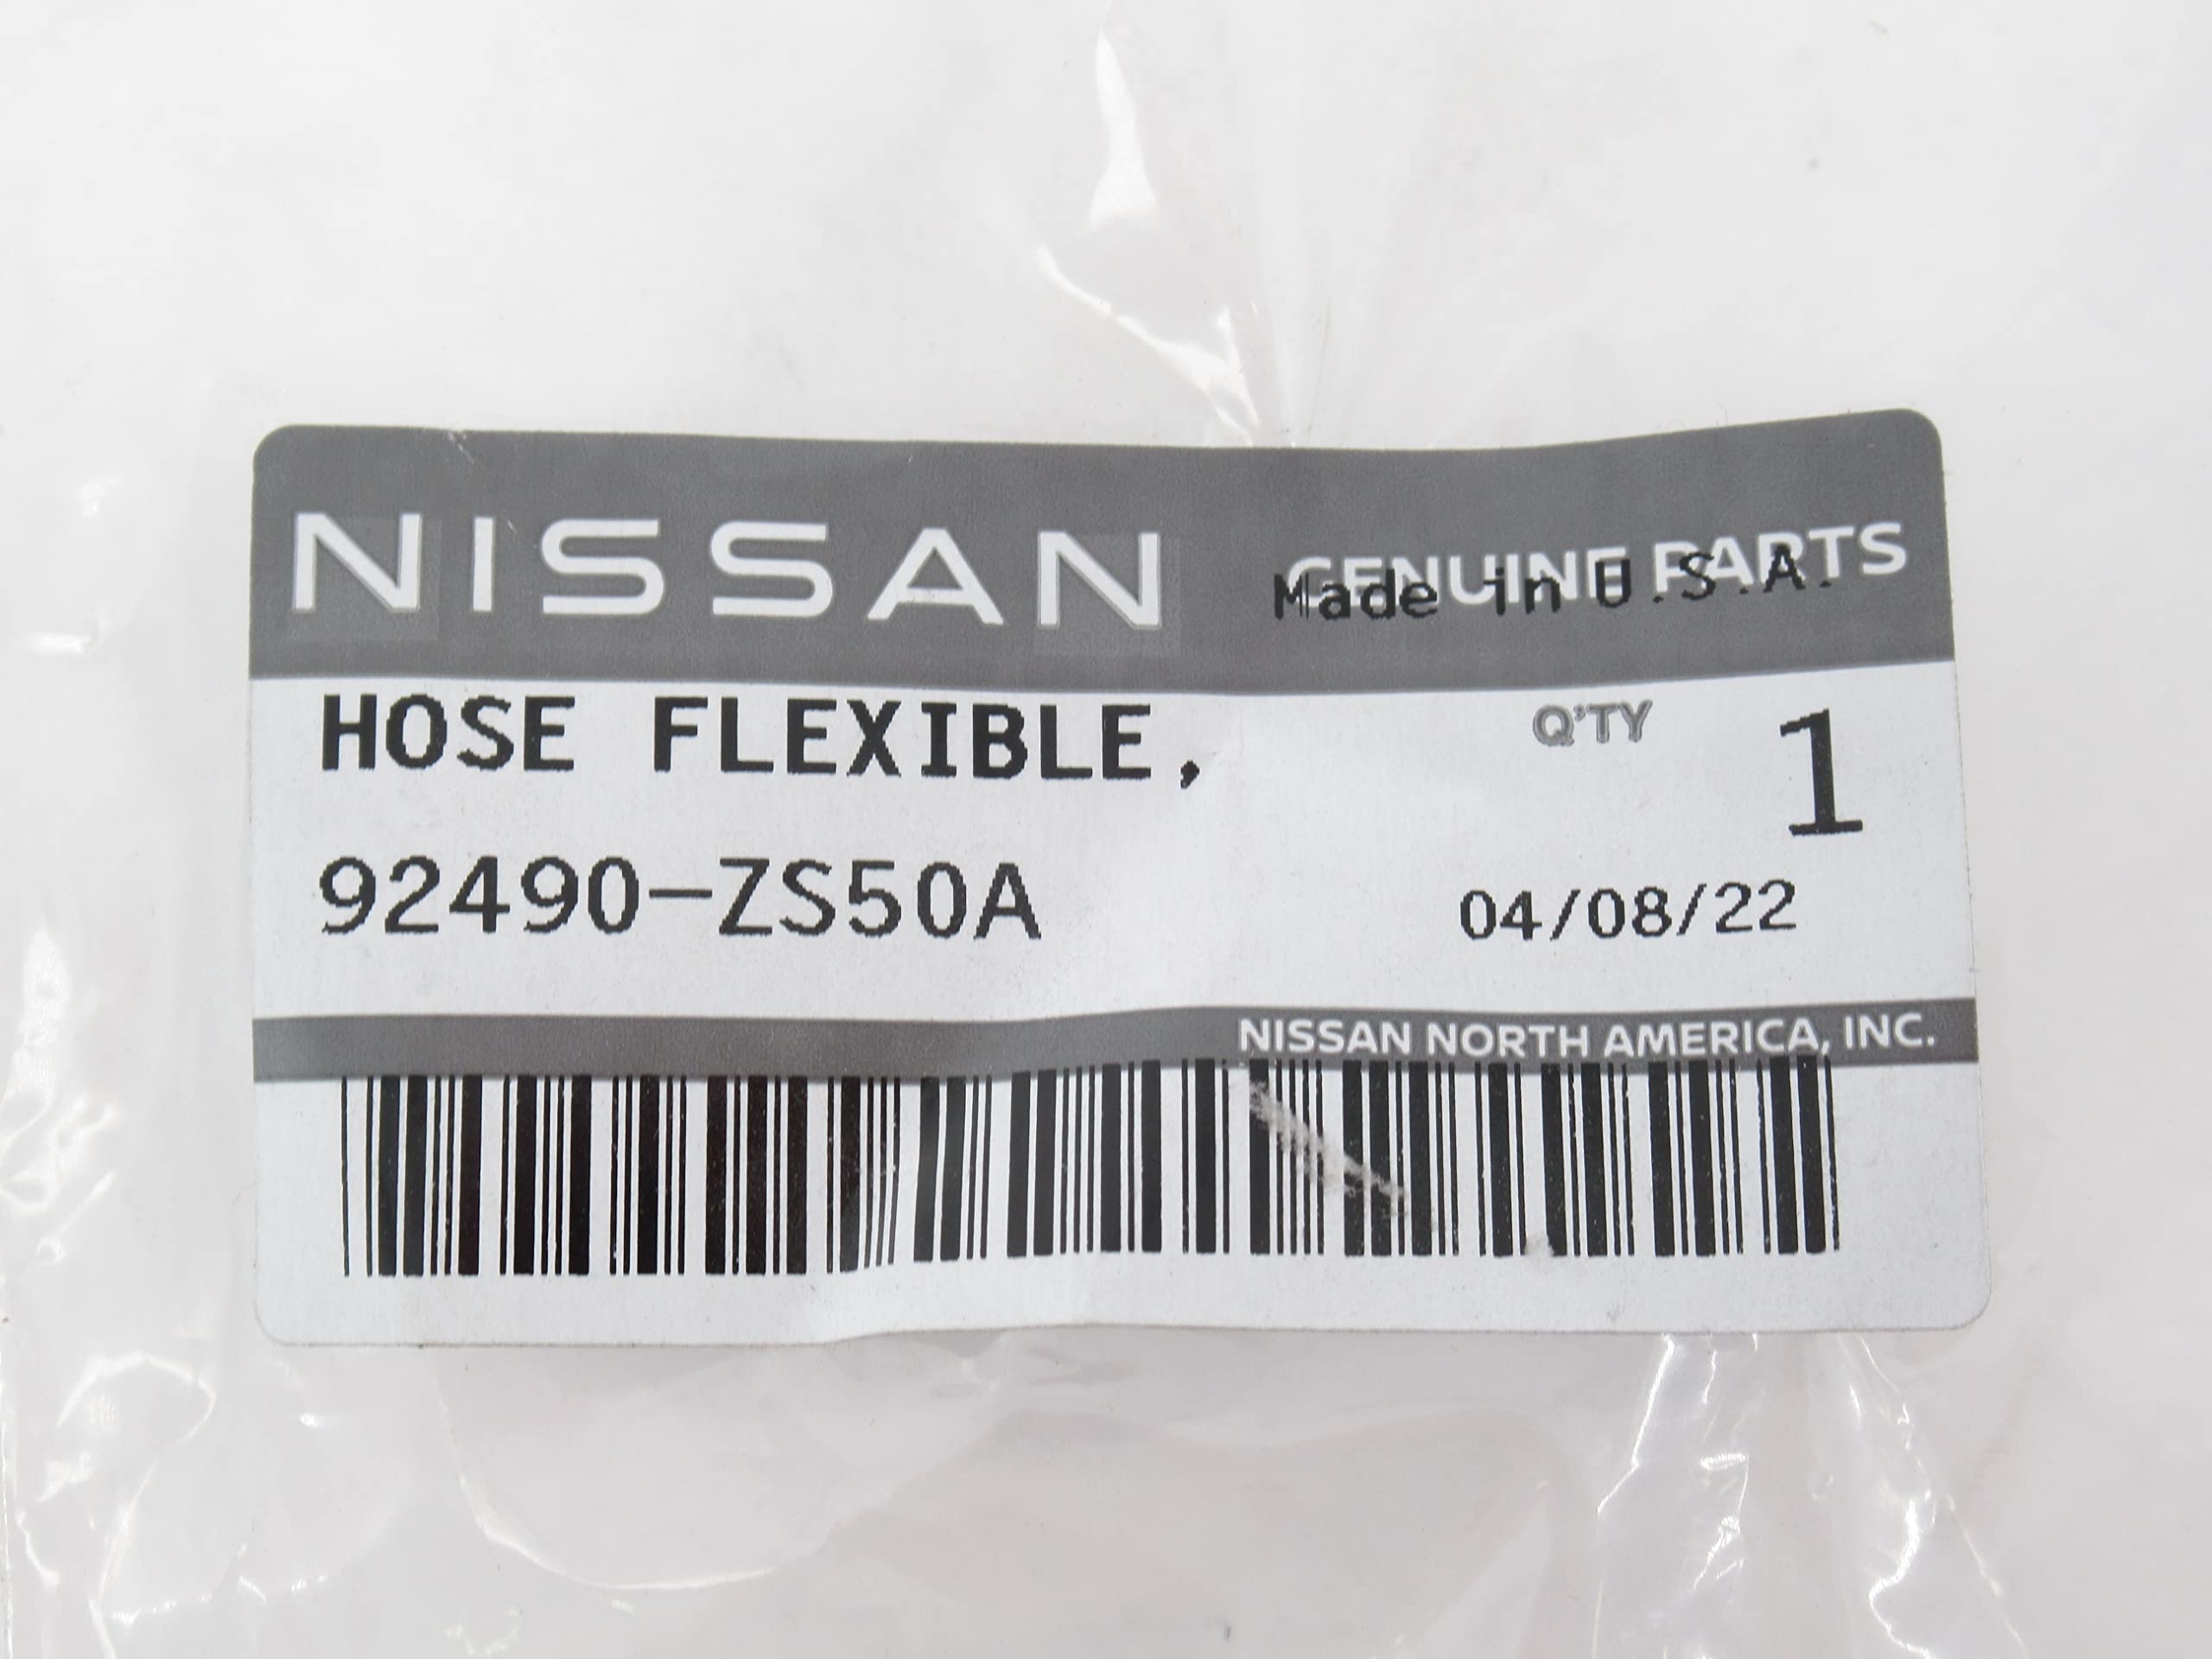 NISSAN GENUINE PARTS
Made in U.S.A.
HOSE FLEXIBLE,
Q'TY 1
92490-ZS50A
04/08/22
NISSAN NORTH AMERICA, INC.